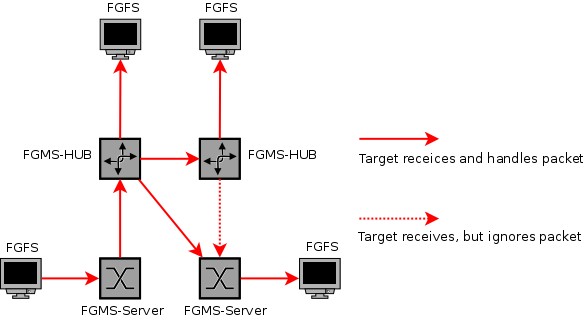 FGFS
FGFS
FGMS-HUB
FGMS-HUB
Target receices and handles packet
Target receives, but ignores packet
FGFS
FGFS
FGMS-Server
FGMS-Server